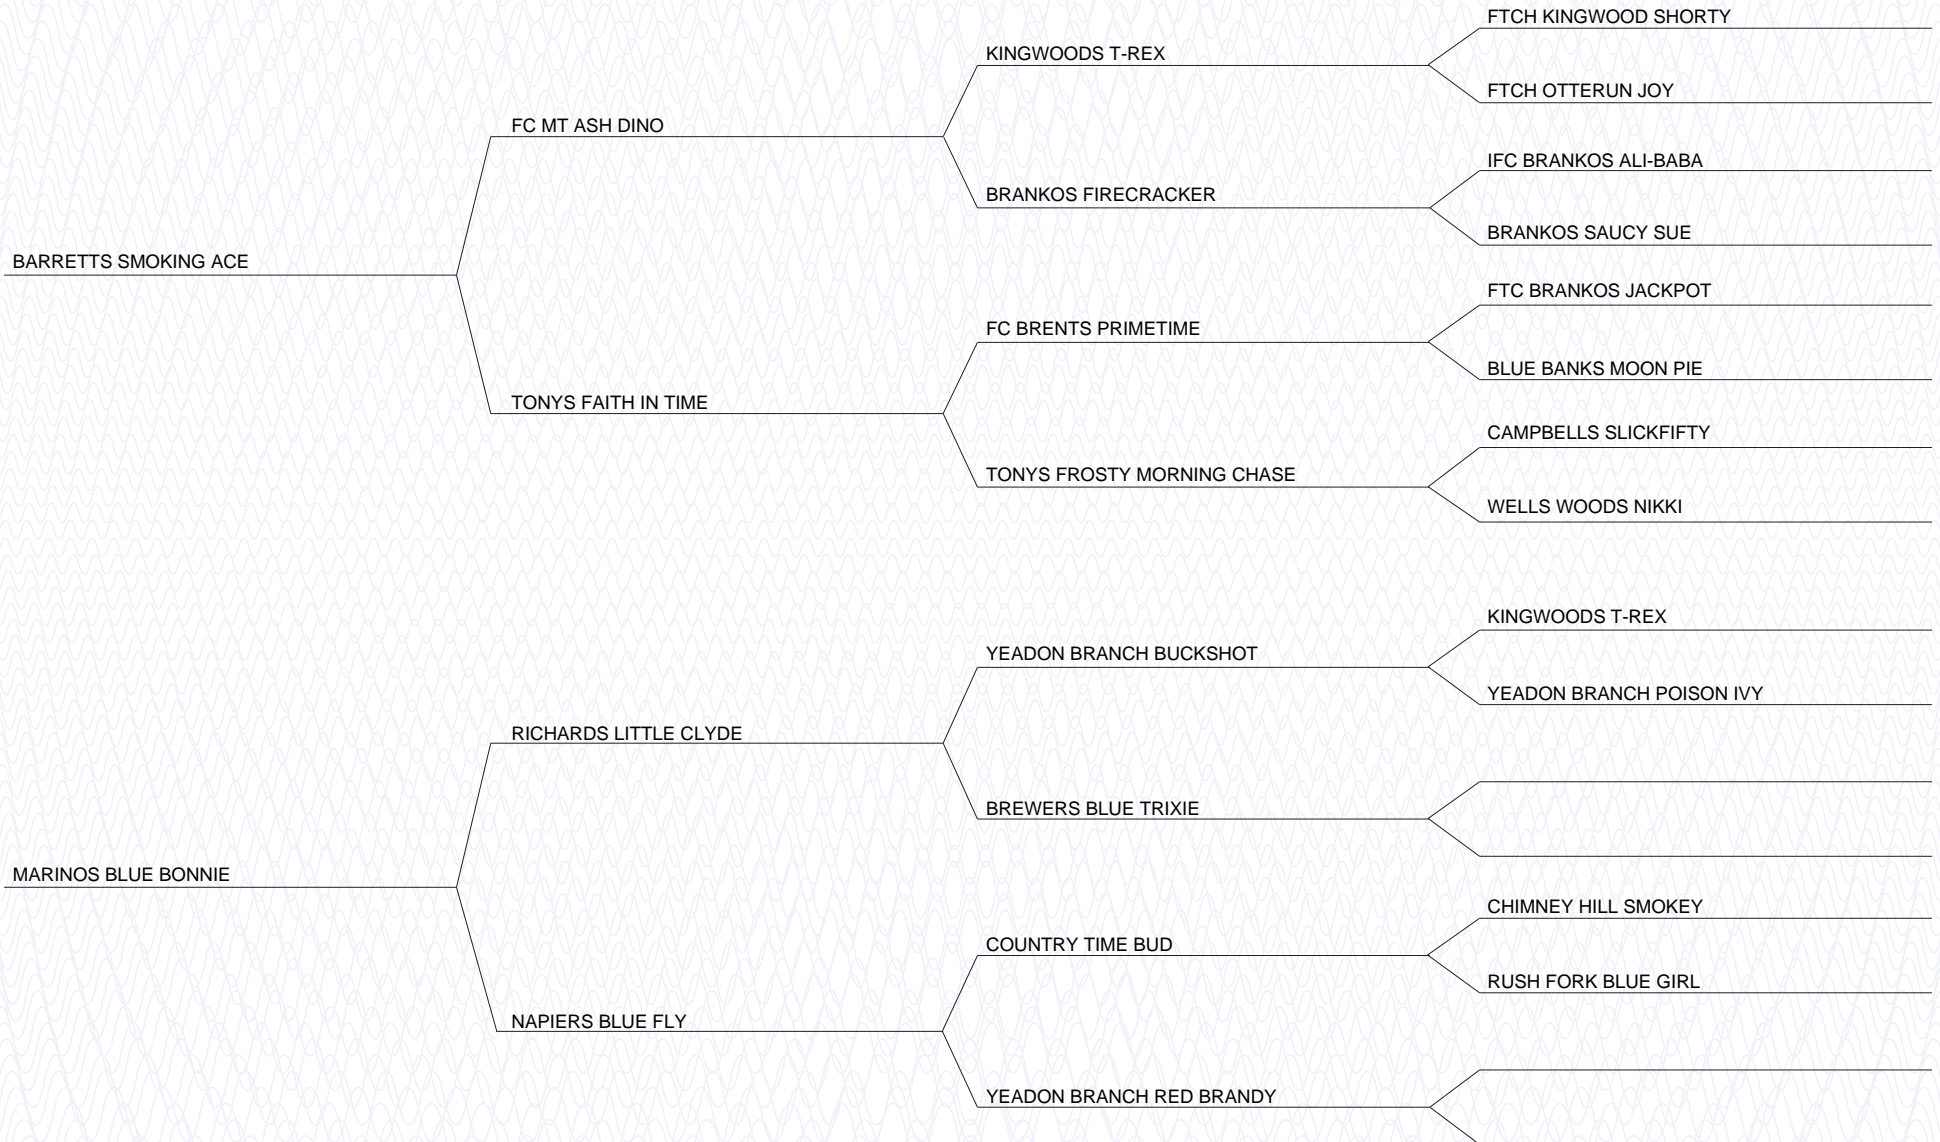 FTCH KINGWOOD SHORTY
KINGWOODS T-REX
FTCH OTTERUN JOY
FC MT ASH DINO
IFC BRANKOS ALI-BABA
BRANKOS FIRECRACKER
BRANKOS SAUCY SUE
BARRETTS SMOKING ACE
FTC BRANKOS JACKPOT
FC BRENTS PRIMETIME
BLUE BANKS MOON PIE
TONYS FAITH IN TIME
CAMPBELLS SLICKFIFTY
TONYS FROSTY MORNING CHASE
WELLS WOODS NIKKI
KINGWOODS T-REX
YEADON BRANCH BUCKSHOT
YEADON BRANCH POISON IVY
RICHARDS LITTLE CLYDE
BREWERS BLUE TRIXIE
MARINOS BLUE BONNIE
CHIMNEY HILL SMOKEY
COUNTRY TIME BUD
RUSH FORK BLUE GIRL
NAPIERS BLUE FLY
YEADON BRANCH RED BRANDY